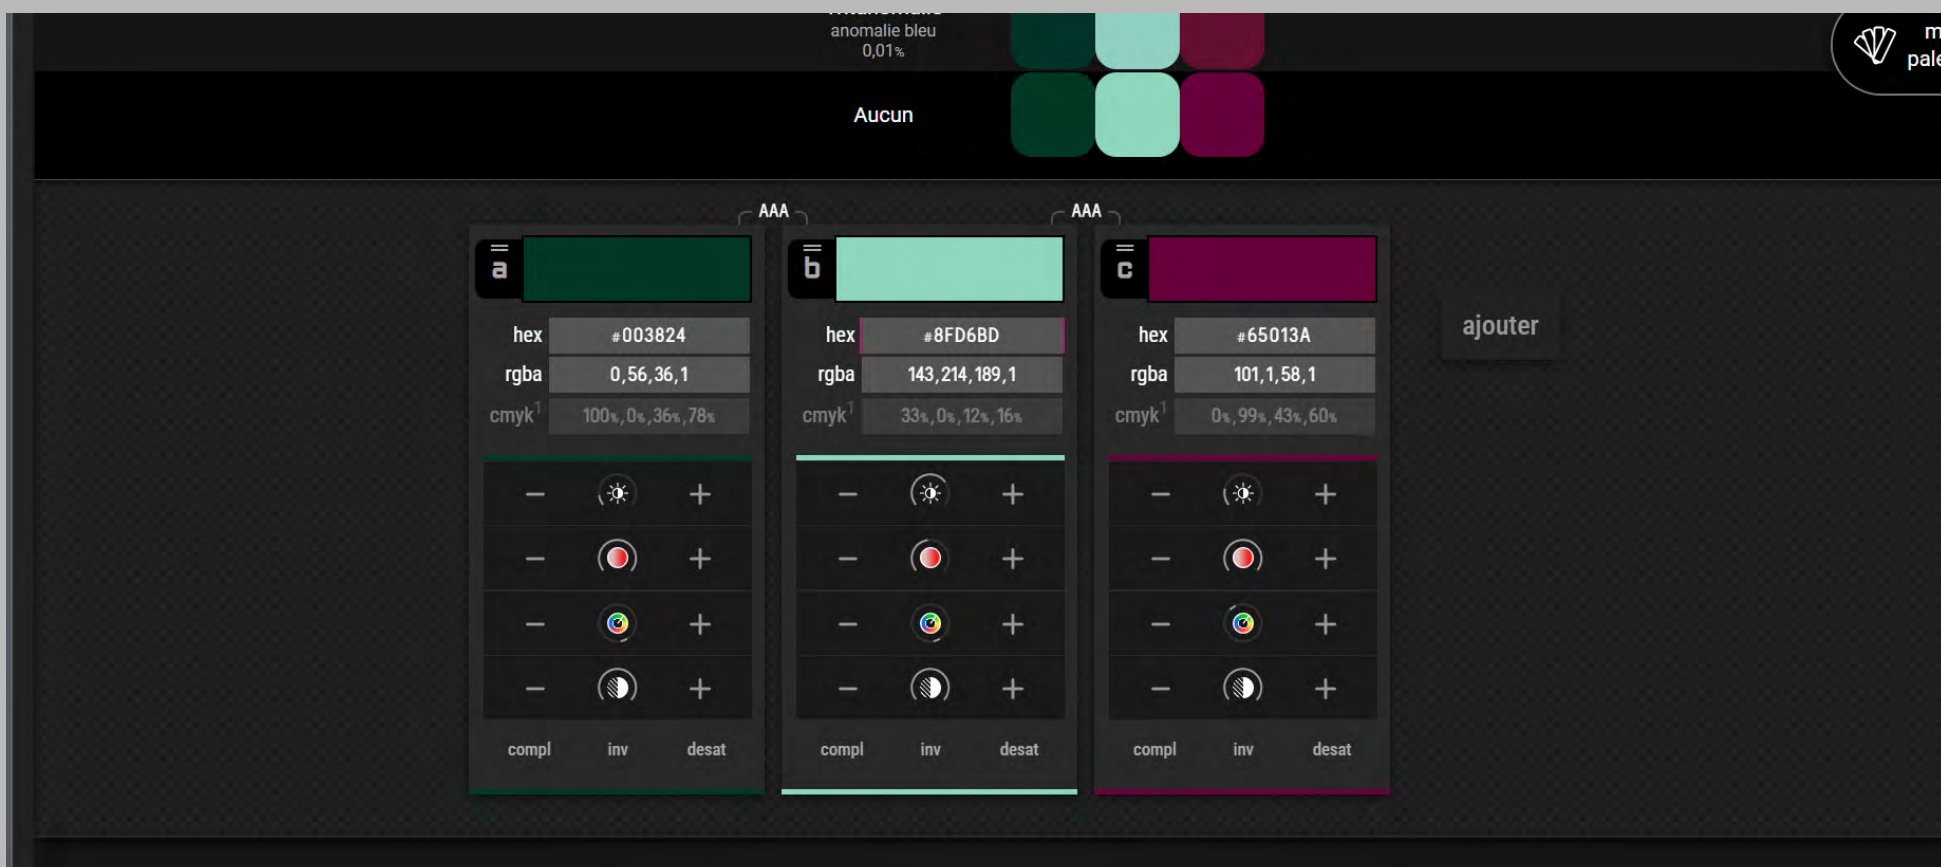 anomalie bleu
0,01%
Aucun
AAA AAA
a b c
hex #003824 hex #8FD6BD hex #65013A
rgba 0,56,36,1 rgba 143,214,189,1 rgba 101,1,58,1
cmyk1 100%,0%,36%,78% cmyk1 33%,0%,12%,16% cmyk1 0%,99%,43%,60%
ajouter
compl inv desat compl inv desat compl inv desat